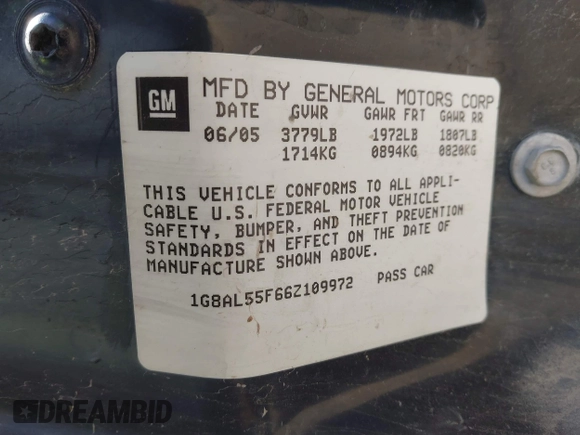 GM
MFD BY GENERAL MOTORS CORP
DATE GVWR GAWR FRT GAWR RR
06/05 3779LB 1972LB 1807LB
1714KG 0894KG 0820KG
THIS VEHICLE CONFORMS TO ALL APPLI-
CABLE U.S. FEDERAL MOTOR VEHICLE
SAFETY, BUMPER, AND THEFT PREVENTION
STANDARDS IN EFFECT ON THE DATE OF
MANUFACTURE SHOWN ABOVE.
1G8AL55F66Z109972 PASS CAR
DREAMBID